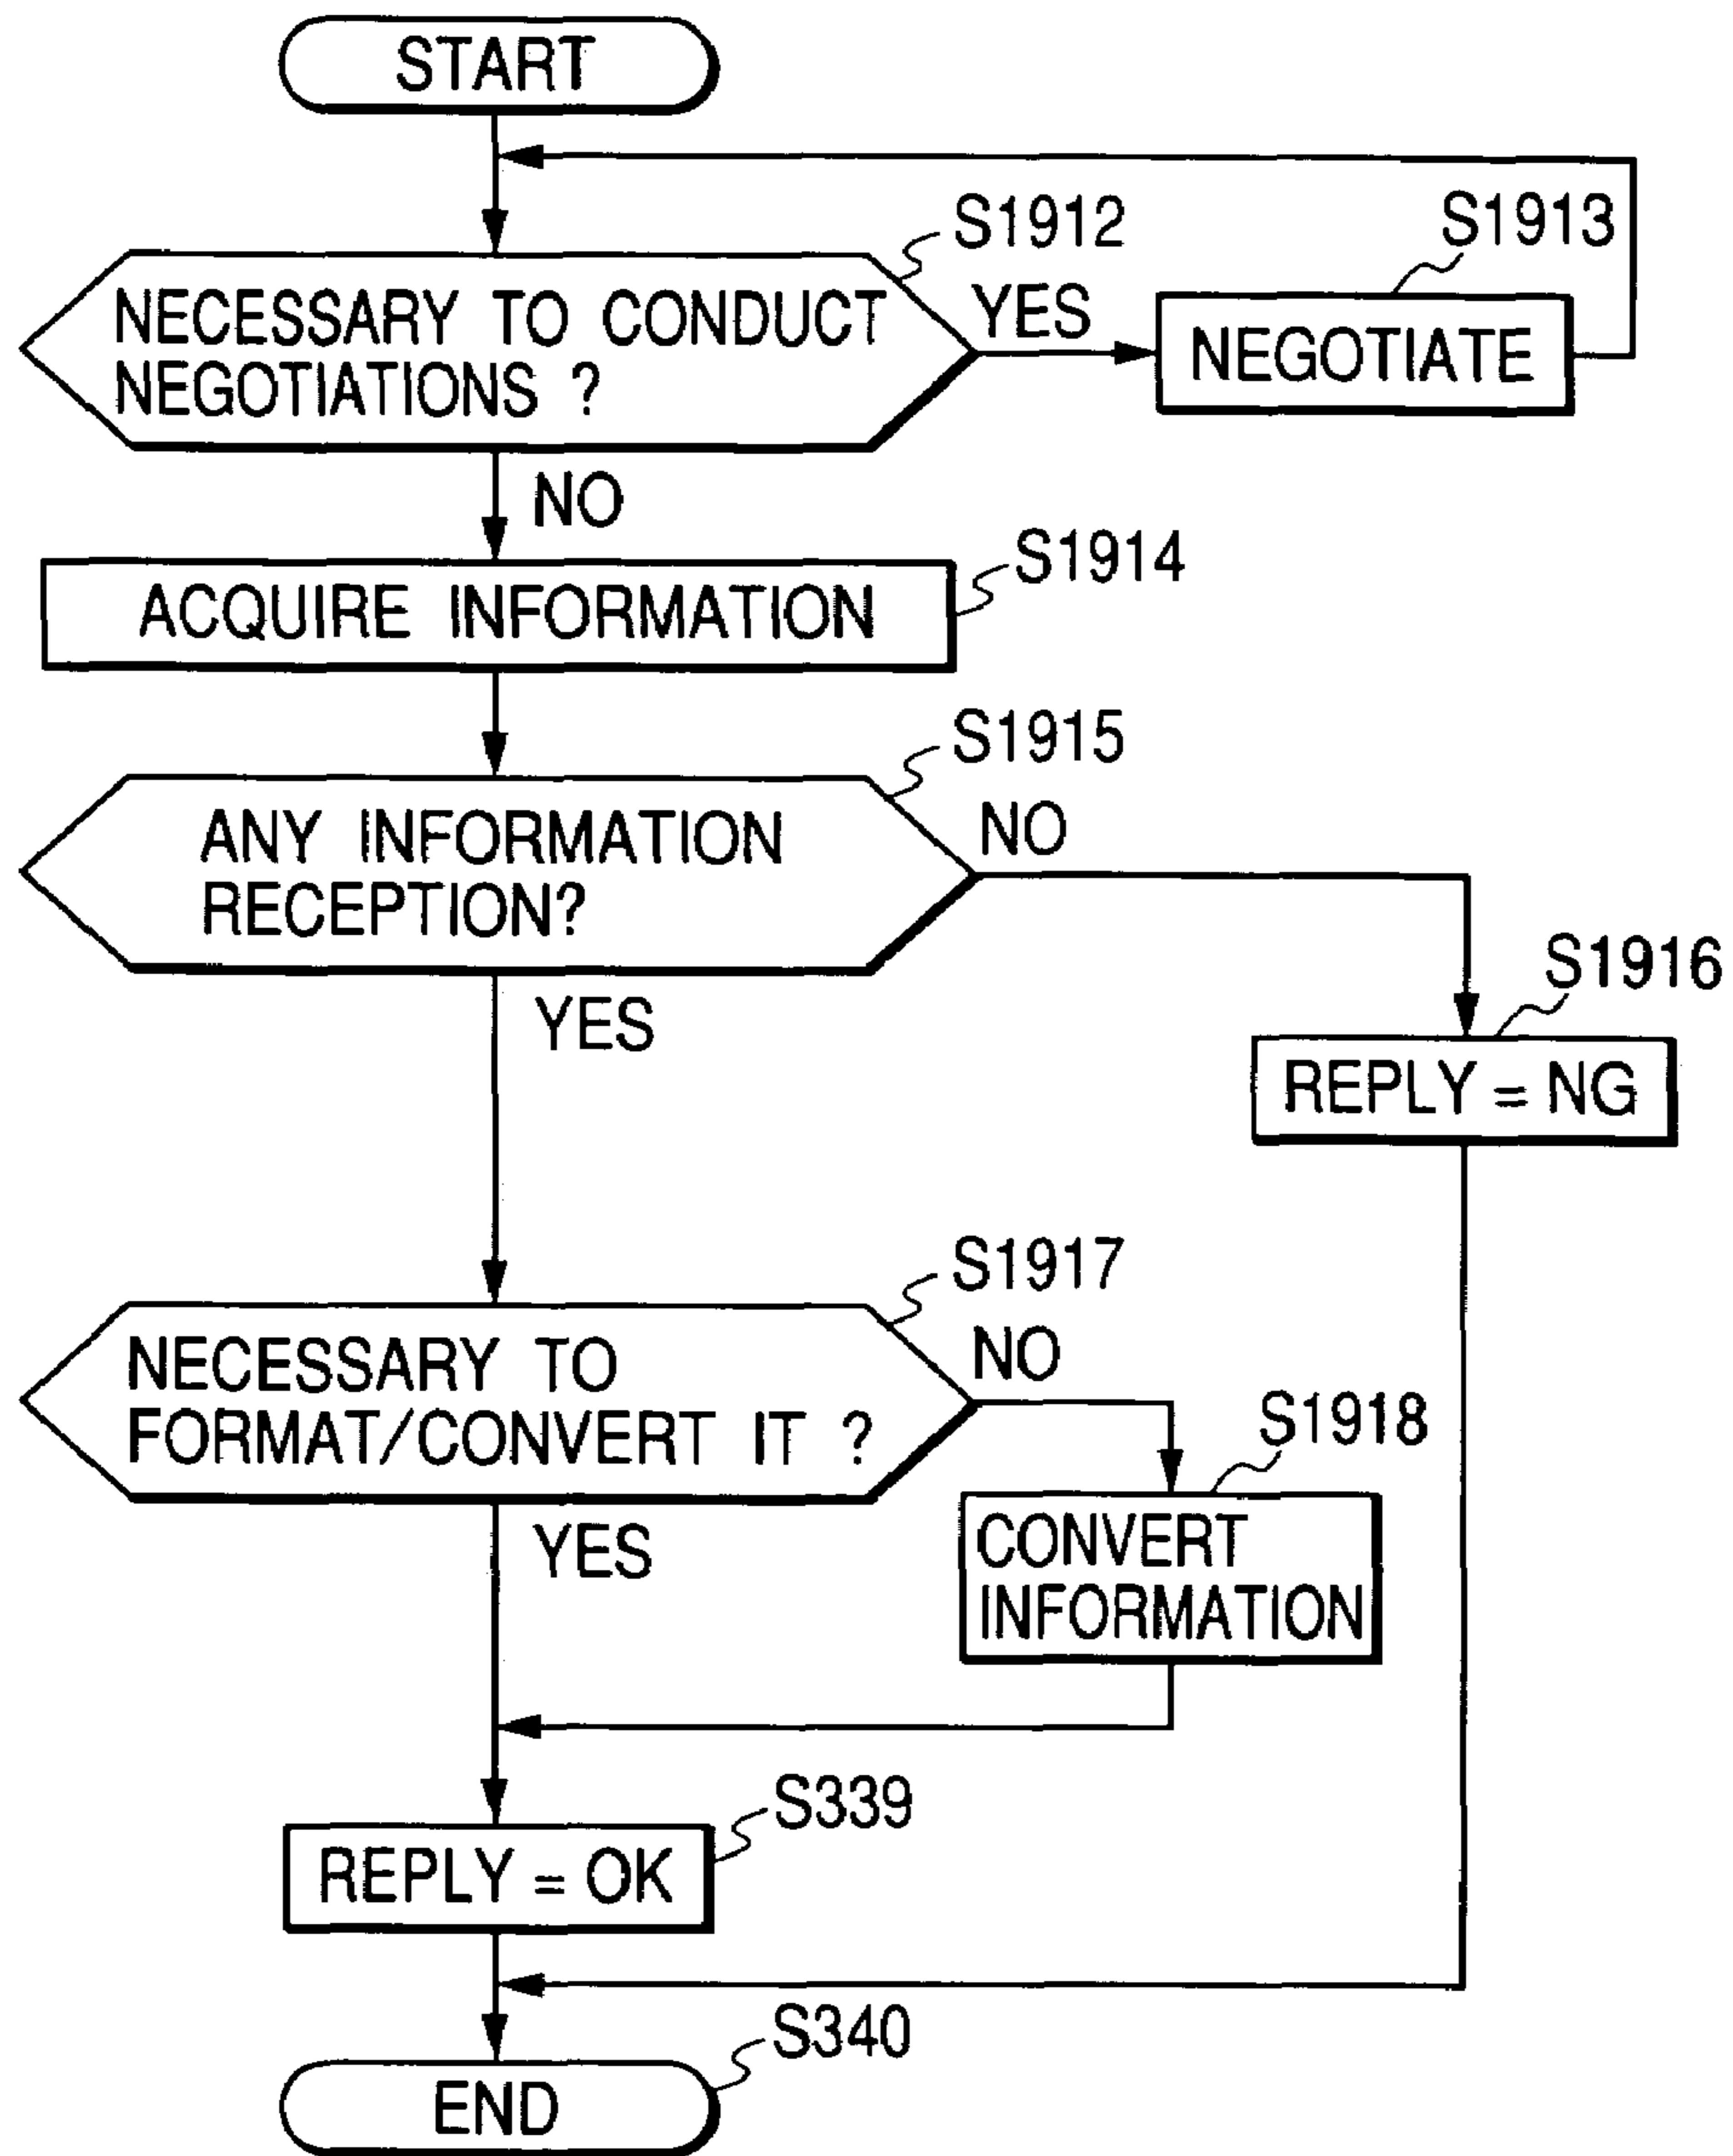 START
S1912
S1913
NECESSARY TO CONDUCT
NEGOTIATIONS ?
YES
NEGOTIATE
NO
S1914
ACQUIRE INFORMATION
S1915
ANY INFORMATION
RECEPTION?
NO
YES
S1916
REPLY = NG
S1917
NECESSARY TO
FORMAT/CONVERT IT ?
NO
S1918
YES
CONVERT
INFORMATION
S339
REPLY = OK
S340
END